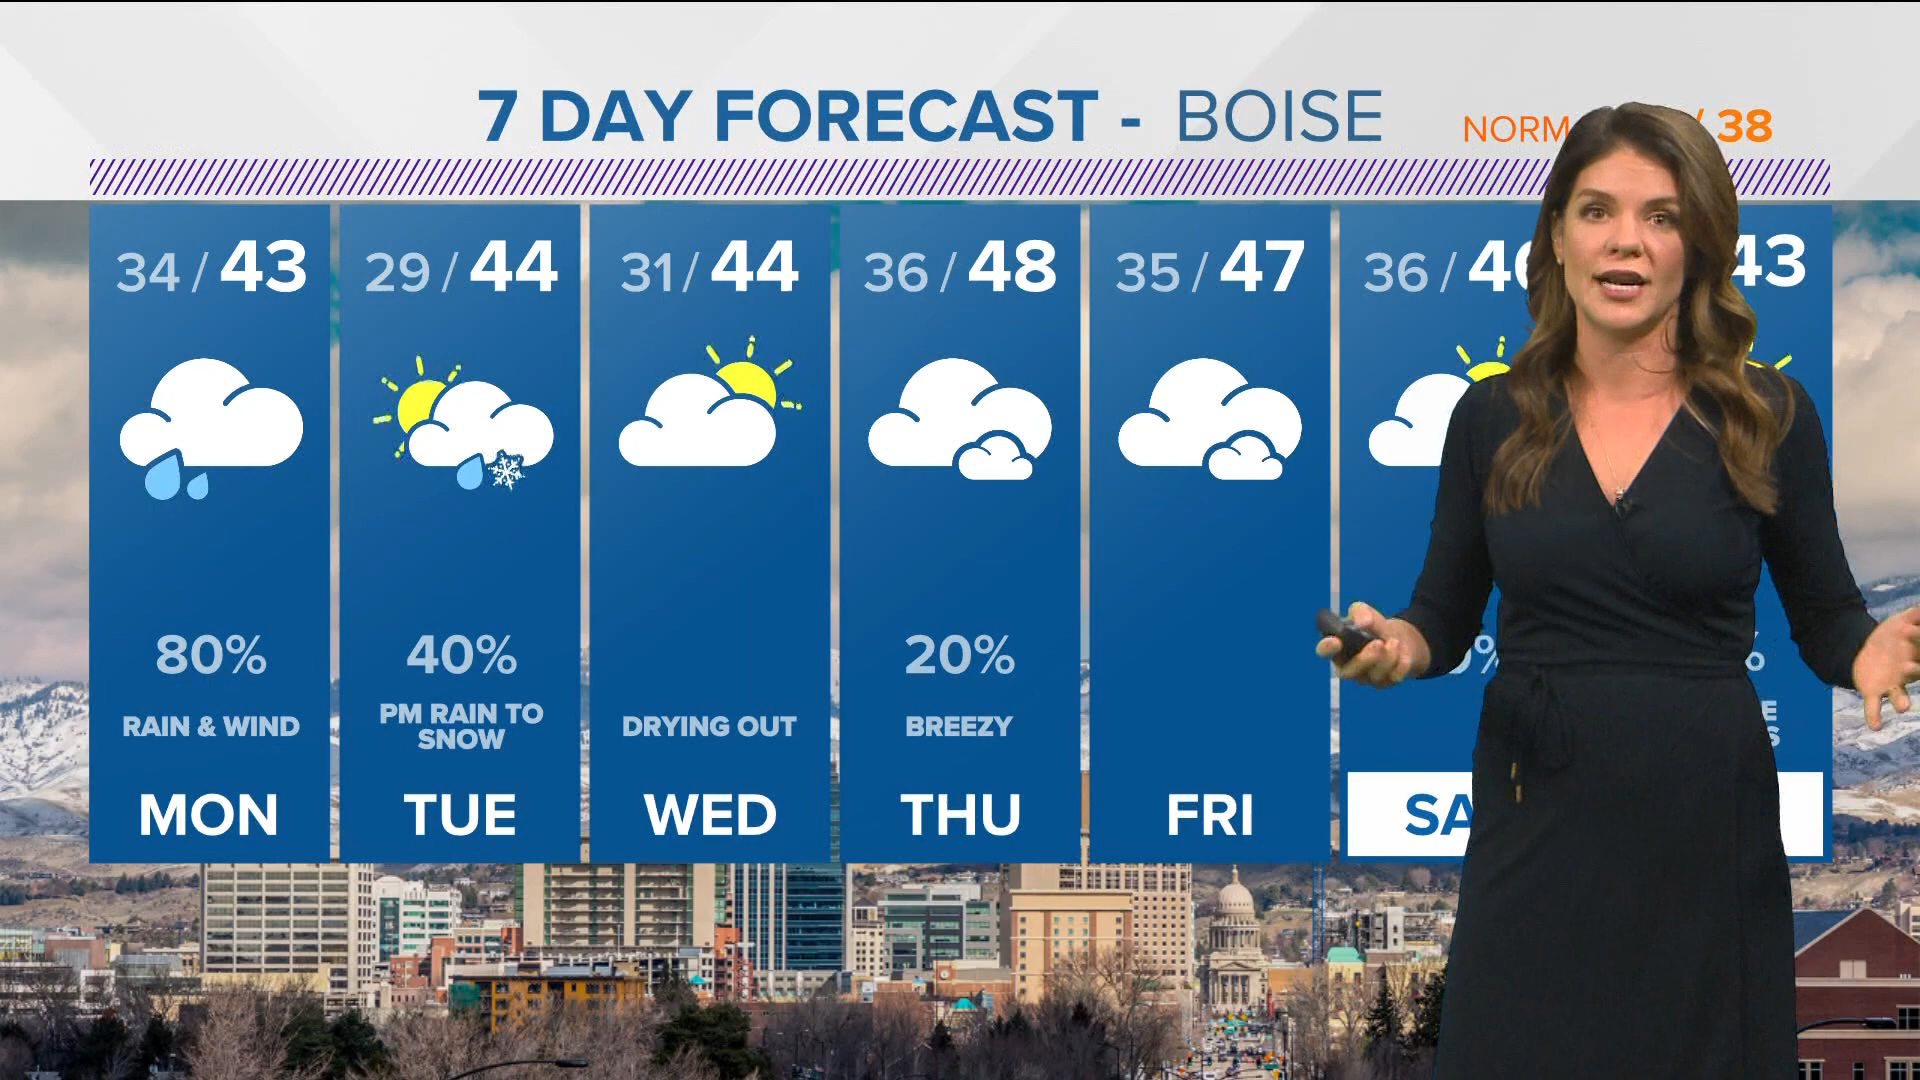 7 DAY FORECAST - BOISE
/ 38
34 / 43
29 / 44
31 / 44
36 / 48
35 / 47
36 /
43
80%
40%
20%
RAIN & WIND
PM RAIN TO
SNOW
DRYING OUT
BREEZY
MON
TUE
WED
THU
FRI